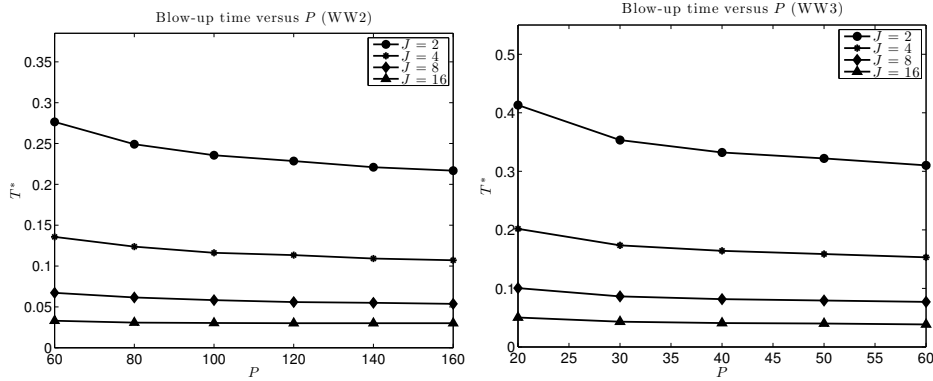 Blow-up time versus P (WW2)
J = 2
J = 4
J = 8
J = 16
0.35
0.3
0.25
0.2
0.15
0.1
0.05
0
T*
60 80 100 120 140 160
P
Blow-up time versus P (WW3)
J = 2
J = 4
J = 8
J = 16
0.5
0.4
0.3
0.2
0.1
0
T*
20 25 30 35 40 45 50 55 60
P